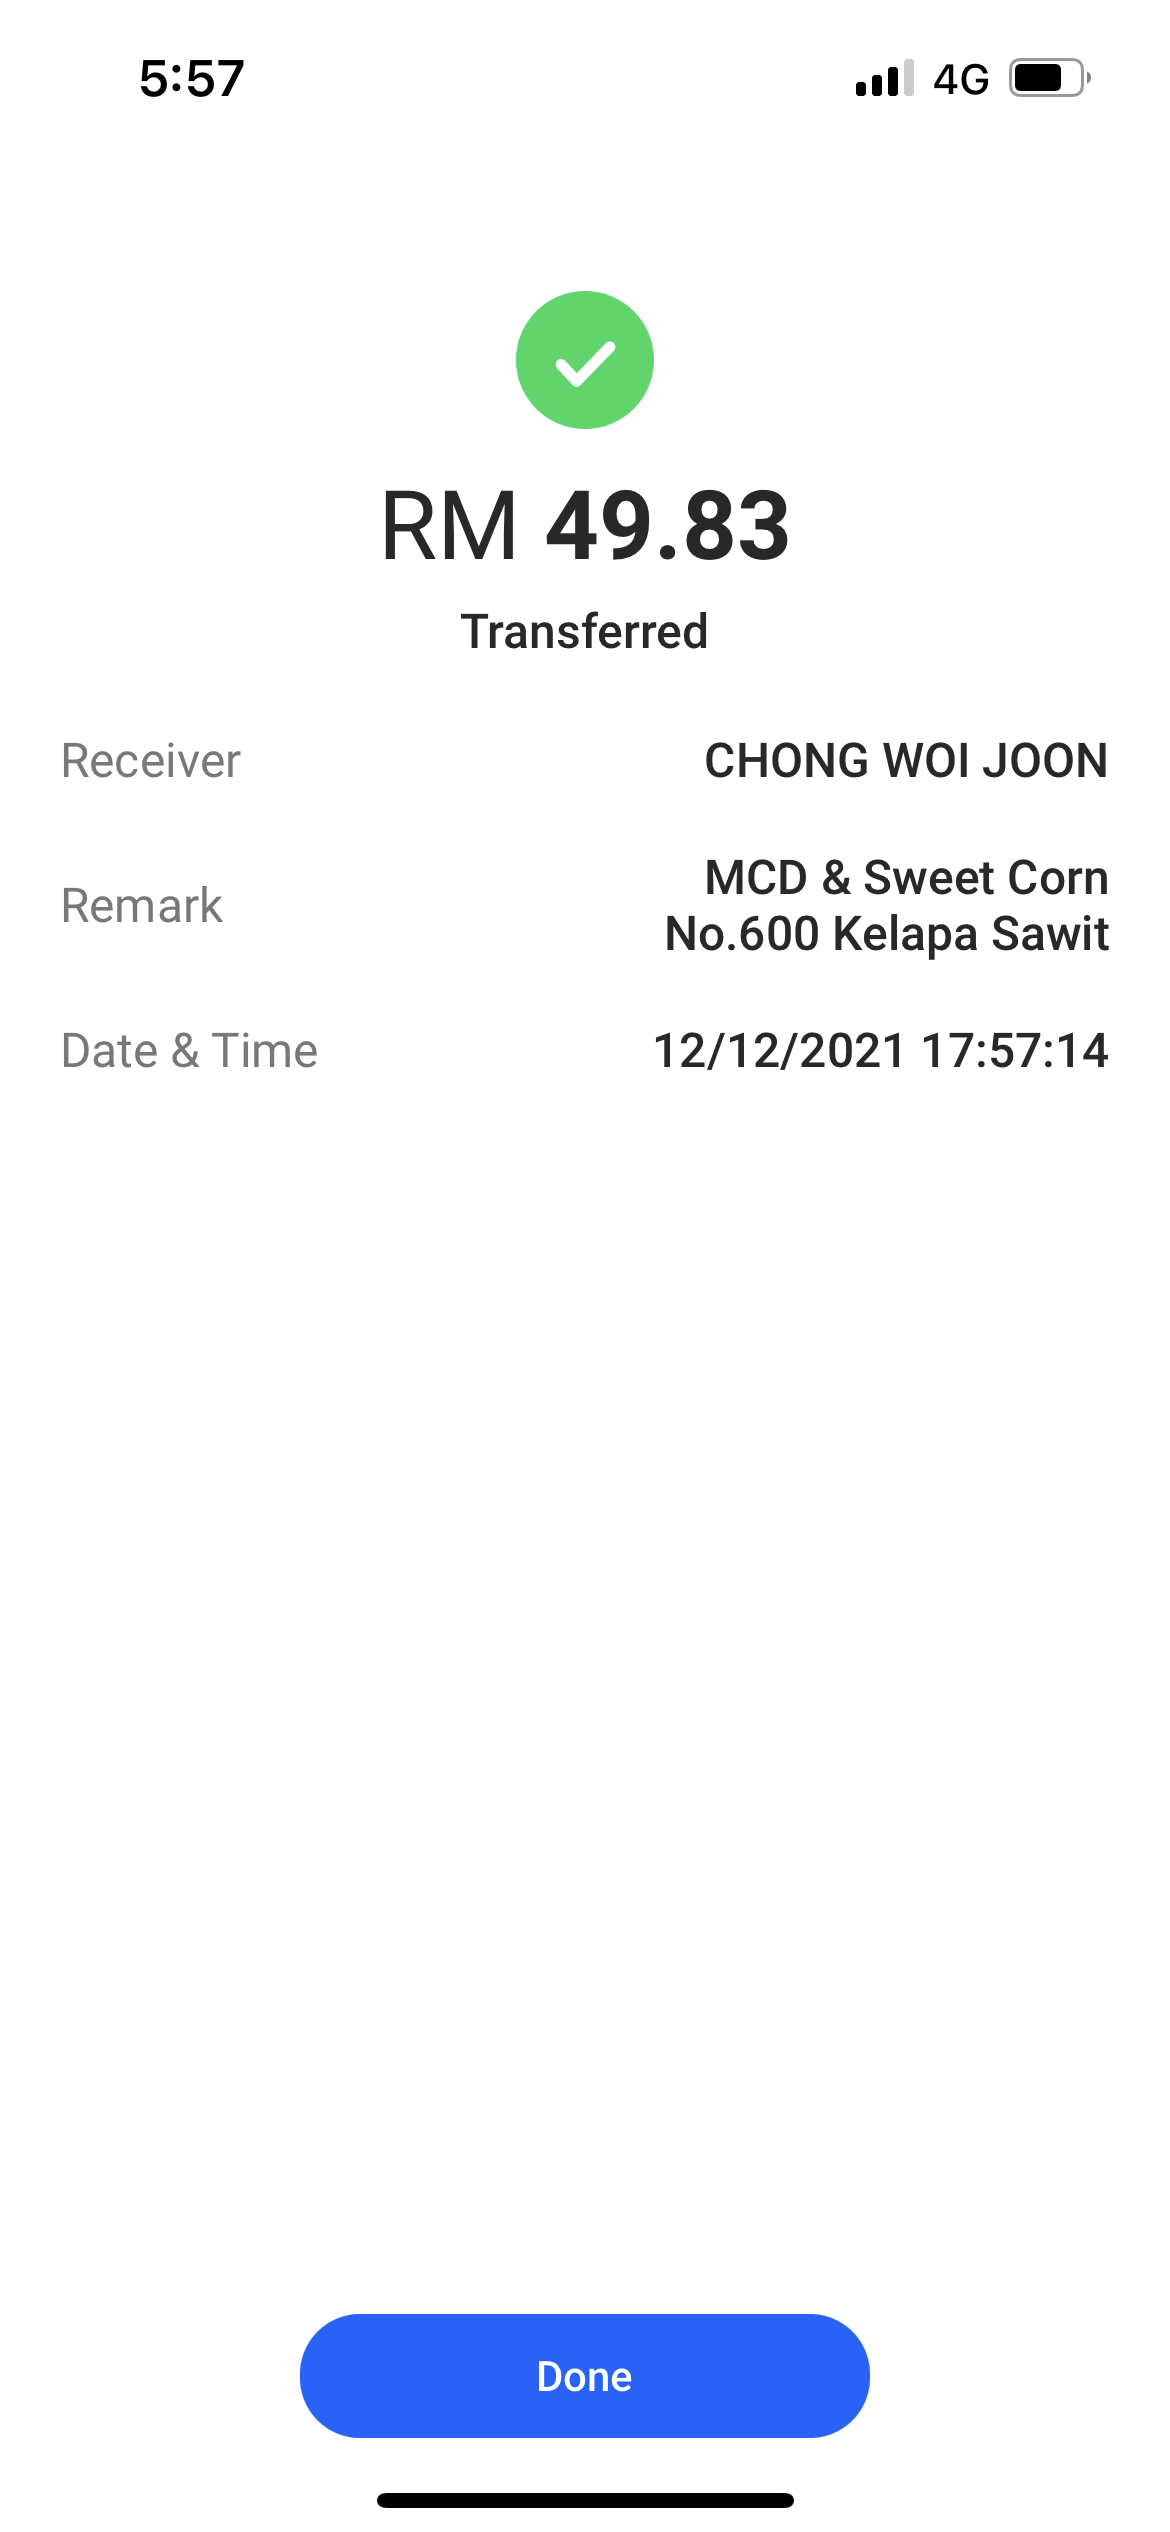 5:57 4G
RM 49.83
Transferred
Receiver CHONG WOI JOON
Remark MCD & Sweet Corn
No.600 Kelapa Sawit
Date & Time 12/12/2021 17:57:14
Done